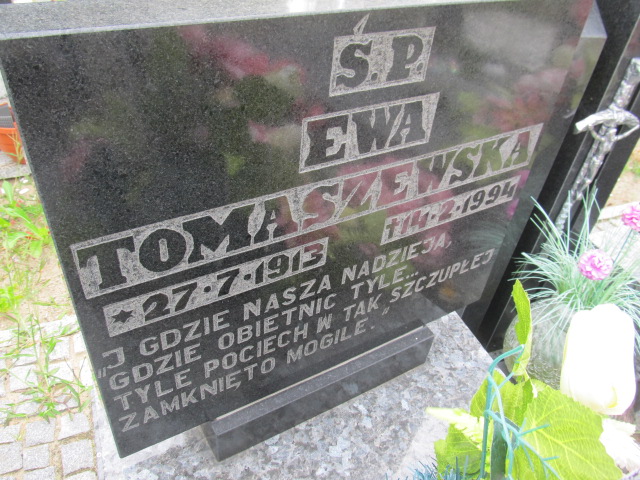 Ś.P.
EWA
TOMASZEWSKA
★27·7·1913 †14·2·1994
"I GDZIE NASZA NADZIEJA,
GDZIE OBIETNIC TYLE...
TYLE POCIECH W TAK SZCZUPŁEJ
ZAMKNIĘTO MOGILE."